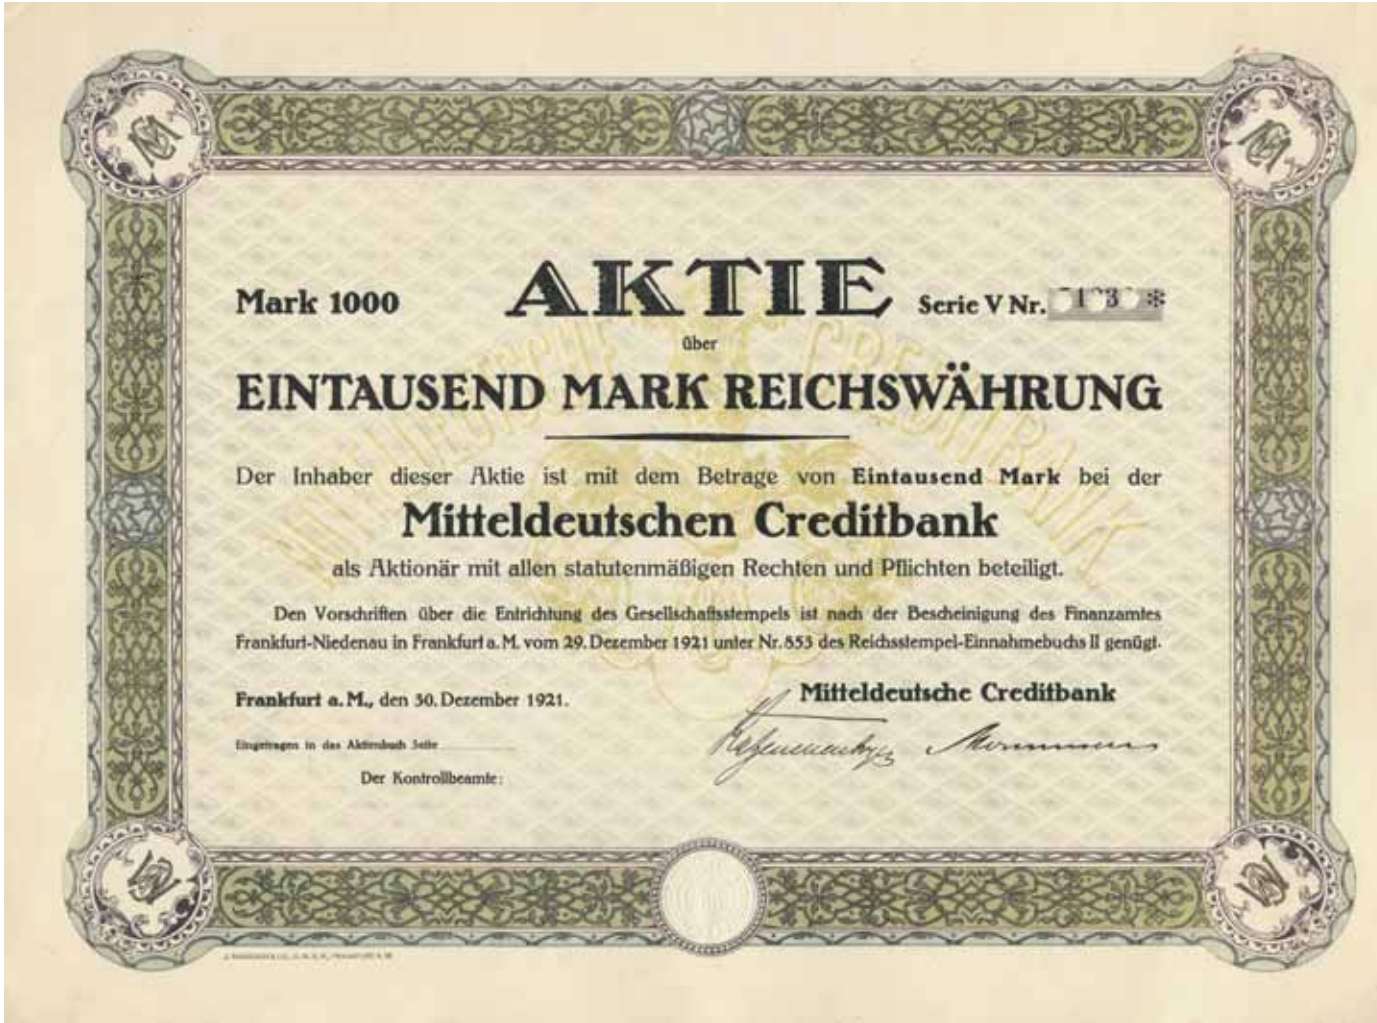 Mark 1000
AKTIE
Serie V Nr.
über
EINTAUSEND MARK REICHSWÄHRUNG
Der Inhaber dieser Aktie ist mit dem Betrage von Eintausend Mark bei der
Mitteldeutschen Creditbank
als Aktionär mit allen statutenmäßigen Rechten und Pflichten beteiligt.
Den Vorschriften über die Entrichtung des Gesellschaftsstempels ist nach der Bescheinigung des Finanzamtes
Frankfurt-Niedenau in Frankfurt a. M. vom 29. Dezember 1921 unter Nr. 853 des Reichsstempel-Einnahmebuchs II genügt.
Frankfurt a. M., den 30. Dezember 1921.
Mitteldeutsche Creditbank
Eingetragen in das Aktienbuch Seite
Der Kontrollbeamte:
MITTELDEUTSCHE CREDITBANK